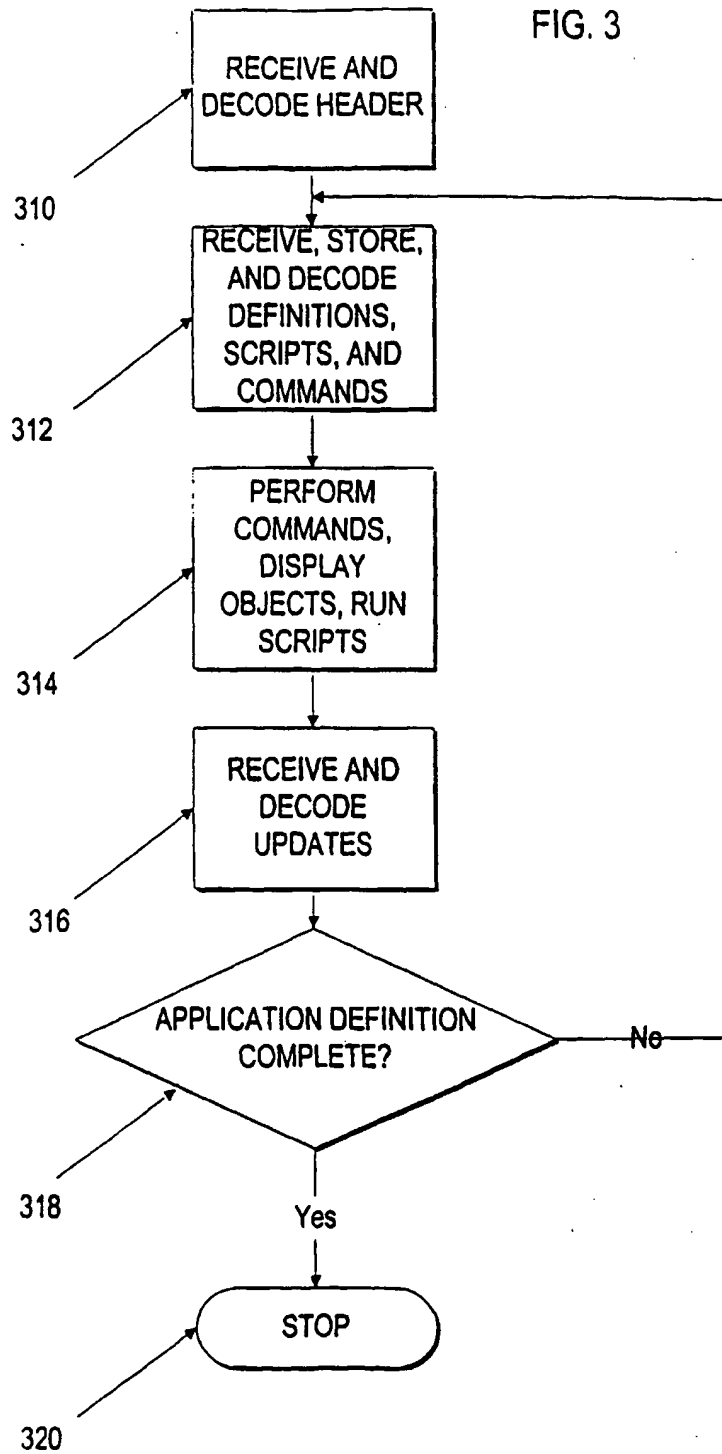 FIG. 3
RECEIVE AND
DECODE HEADER
310
RECEIVE, STORE,
AND DECODE
DEFINITIONS,
SCRIPTS, AND
COMMANDS
312
PERFORM
COMMANDS,
DISPLAY
OBJECTS, RUN
SCRIPTS
314
RECEIVE AND
DECODE
UPDATES
316
APPLICATION DEFINITION
COMPLETE?
No
318
Yes
STOP
320